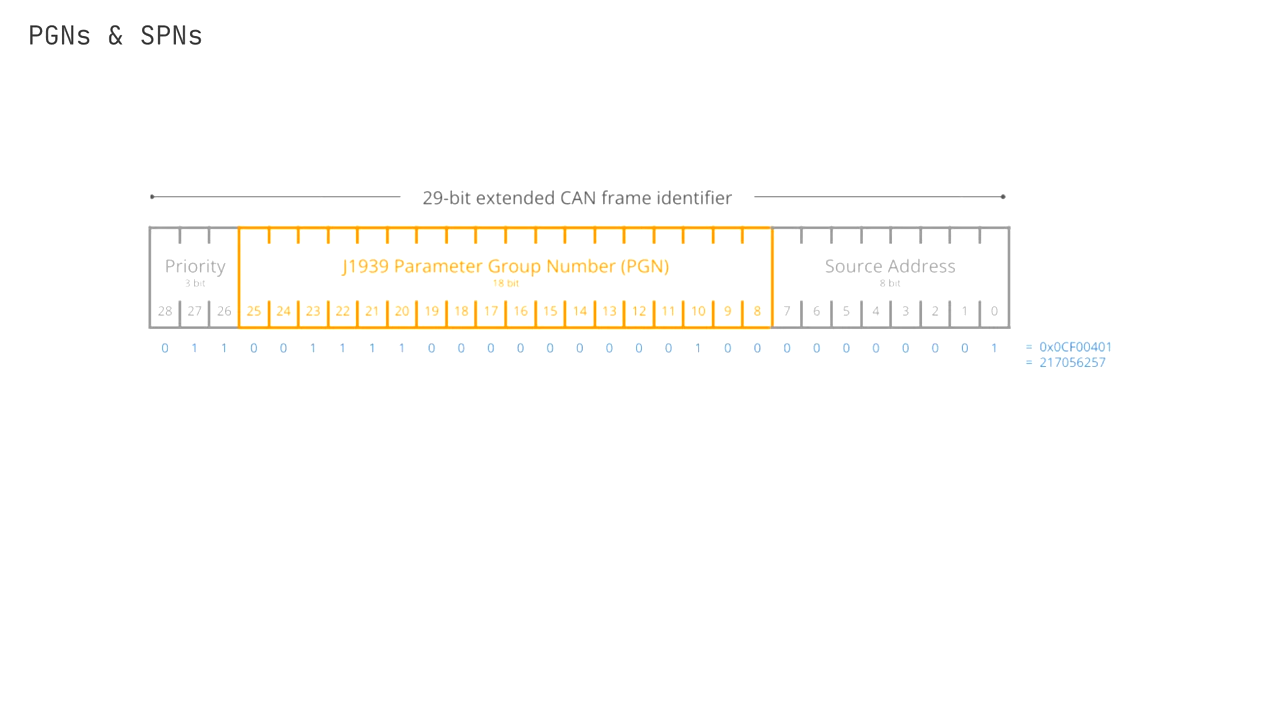 PGNs & SPNs
29-bit extended CAN frame identifier
Priority J1939 Parameter Group Number (PGN) Source Address
3 bit 18 bit 8 bit
28 27 26 25 24 23 22 21 20 19 18 17 16 15 14 13 12 11 10 9 8 7 6 5 4 3 2 1 0
0 1 1 0 0 1 1 1 1 0 0 0 0 0 0 0 0 0 1 0 0 0 0 0 0 0 0 0 1 = 0x0CF00401
= 217056257